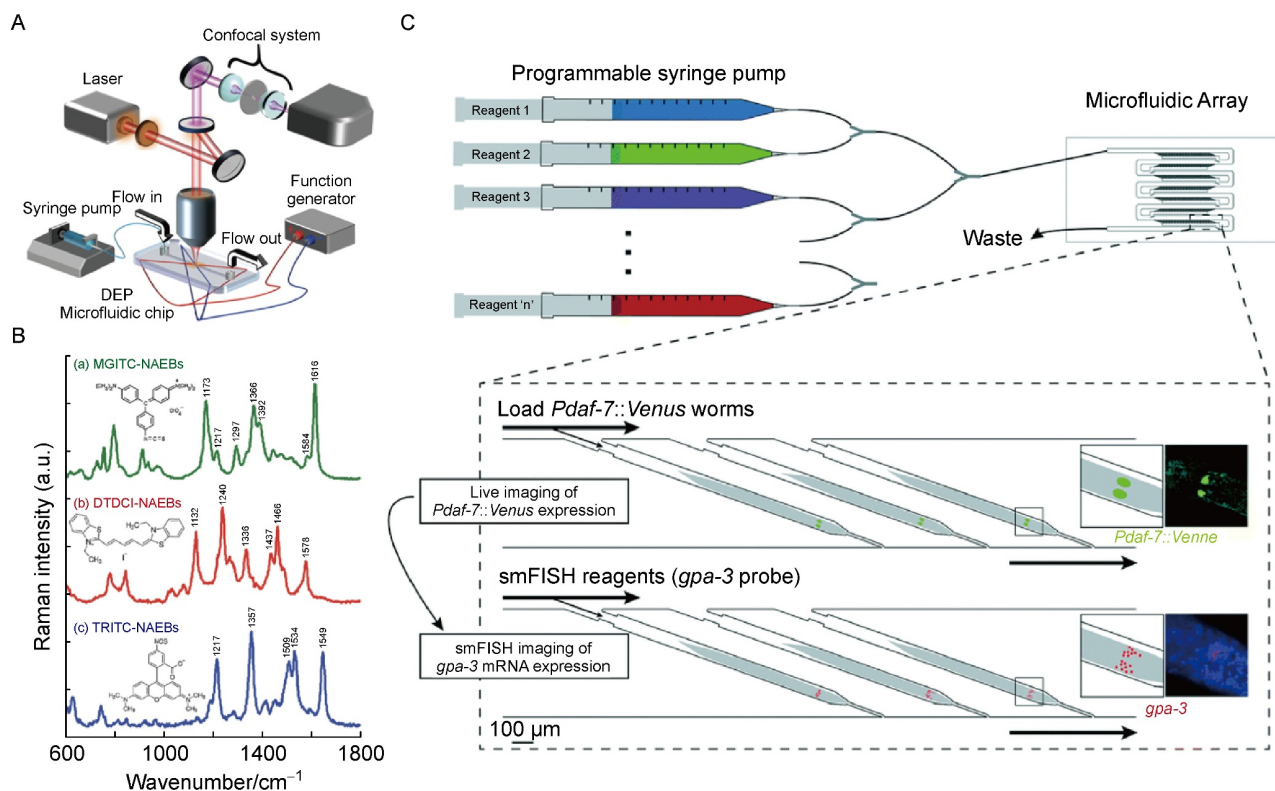 A
Confocal system
Laser
Flow in
Function
generator
Syringe pump
Flow out
DEP
Microfluidic chip
B
(a) MGITC-NAEBs
1173
1217
1297
1366
1392
1584
1616
(b) DTDCI-NAEBs
1132
1240
1336
1437
1466
1578
(c) TRITC-NAEBs
1217
1357
1509
1534
1549
Raman intensity (a.u.)
600
1000
1400
1800
Wavenumber/cm⁻¹
C
Programmable syringe pump
Reagent 1
Reagent 2
Reagent 3
Reagent 'n'
Microfluidic Array
Waste
Load Pdaf-7::Venus worms
Live imaging of
Pdaf-7::Venus expression
Pdaf-7::Venne
smFISH reagents (gpa-3 probe)
smFISH imaging of
gpa-3 mRNA expression
gpa-3
100 µm